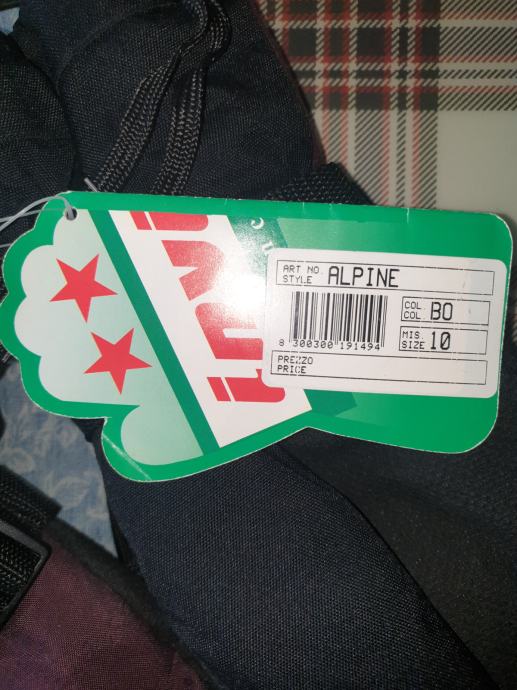 ART NO. ALPINE
STYLE
COL. BO
COL.
MIS.
SIZE 10
8 300300 191494
PREZZO
PRICE